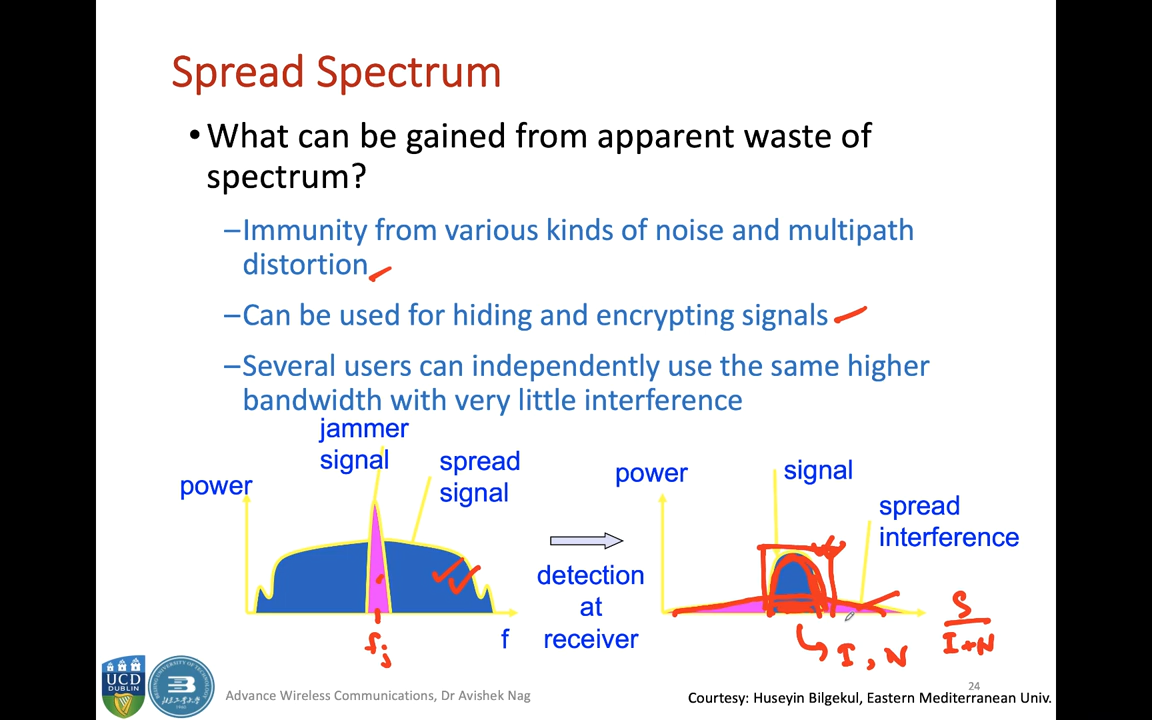 Spread Spectrum
• What can be gained from apparent waste of
spectrum?
–Immunity from various kinds of noise and multipath
distortion
–Can be used for hiding and encrypting signals
–Several users can independently use the same higher
bandwidth with very little interference
jammer
signal
spread
signal
power
f
fj
detection
at
receiver
power
signal
spread
interference
I, N
S
I+N
UCD
DUBLIN
Advance Wireless Communications, Dr Avishek Nag
24
Courtesy: Huseyin Bilgekul, Eastern Mediterranean Univ.